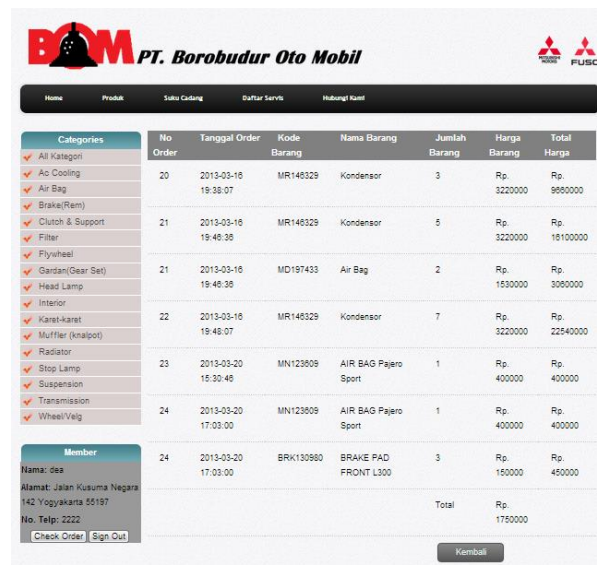 BOM PT. Borobudur Oto Mobil
MITSUBISHI MOTORS FUSO
Home Produk Suku Cadang Daftar Servis Hubungi Kami
Categories
All Kategori
Ac Cooling
Air Bag
Brake(Rem)
Clutch & Support
Filter
Flywheel
Gardan(Gear Set)
Head Lamp
Interior
Karet-karet
Muffler (knalpot)
Radiator
Stop Lamp
Suspension
Transmission
Wheel/Velg
Member
Nama: dea
Alamat: Jalan Kusuma Negara
142 Yogyakarta 55197
No. Telp: 2222
Check Order Sign Out
No Tanggal Order Kode Nama Barang Jumlah Harga Total
Order Barang Barang Barang Harga
20 2013-03-16 MR146329 Kondensor 3 Rp. Rp.
19:38:07 3220000 9660000
21 2013-03-16 MR146329 Kondensor 5 Rp. Rp.
19:46:36 3220000 16100000
21 2013-03-16 MD197433 Air Bag 2 Rp. Rp.
19:46:36 1530000 3060000
22 2013-03-16 MR146329 Kondensor 7 Rp. Rp.
19:48:07 3220000 22540000
23 2013-03-20 MN123609 AIR BAG Pajero 1 Rp. Rp.
15:30:46 Sport 400000 400000
24 2013-03-20 MN123609 AIR BAG Pajero 1 Rp. Rp.
17:03:00 Sport 400000 400000
24 2013-03-20 BRK130980 BRAKE PAD 3 Rp. Rp.
17:03:00 FRONT L300 150000 450000
Total Rp.
1750000
Kembali